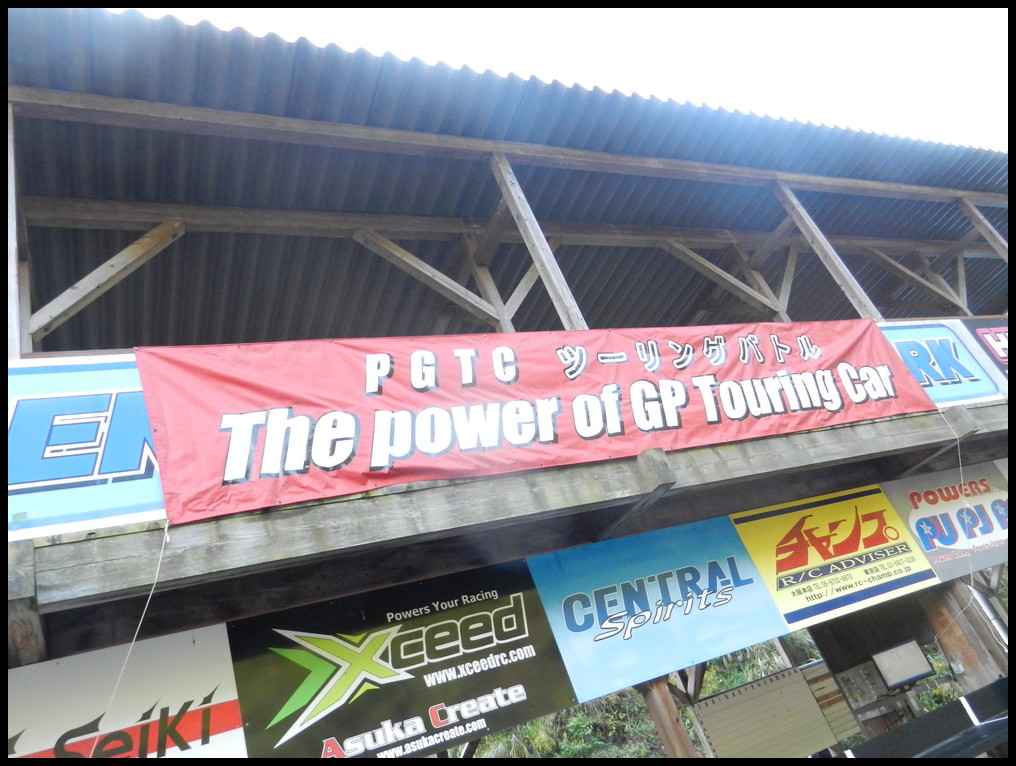 PGTC ツーリングバトル
The power of GP Touring Car
RK
Powers Your Racing
Xceed
www.xceedrc.com
Asuka Create
www.asukacreate.com
CENTRAL
Spirits
チャンプ
R/C ADVISER
http://www.rc-champ.co.jp
POWERS
Seiki